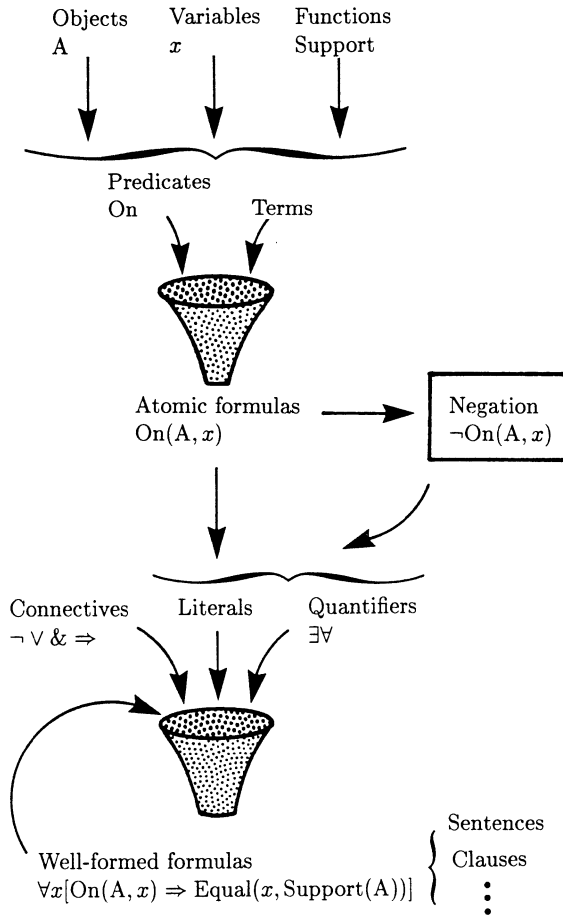 Objects
A
Variables
x
Functions
Support
Predicates
On
Terms
Atomic formulas
On(A, x)
Negation
¬On(A, x)
Connectives
¬ ∨ & ⇒
Literals
Quantifiers
∃∀
Well-formed formulas
∀x[On(A, x) ⇒ Equal(x, Support(A))]
Sentences
Clauses